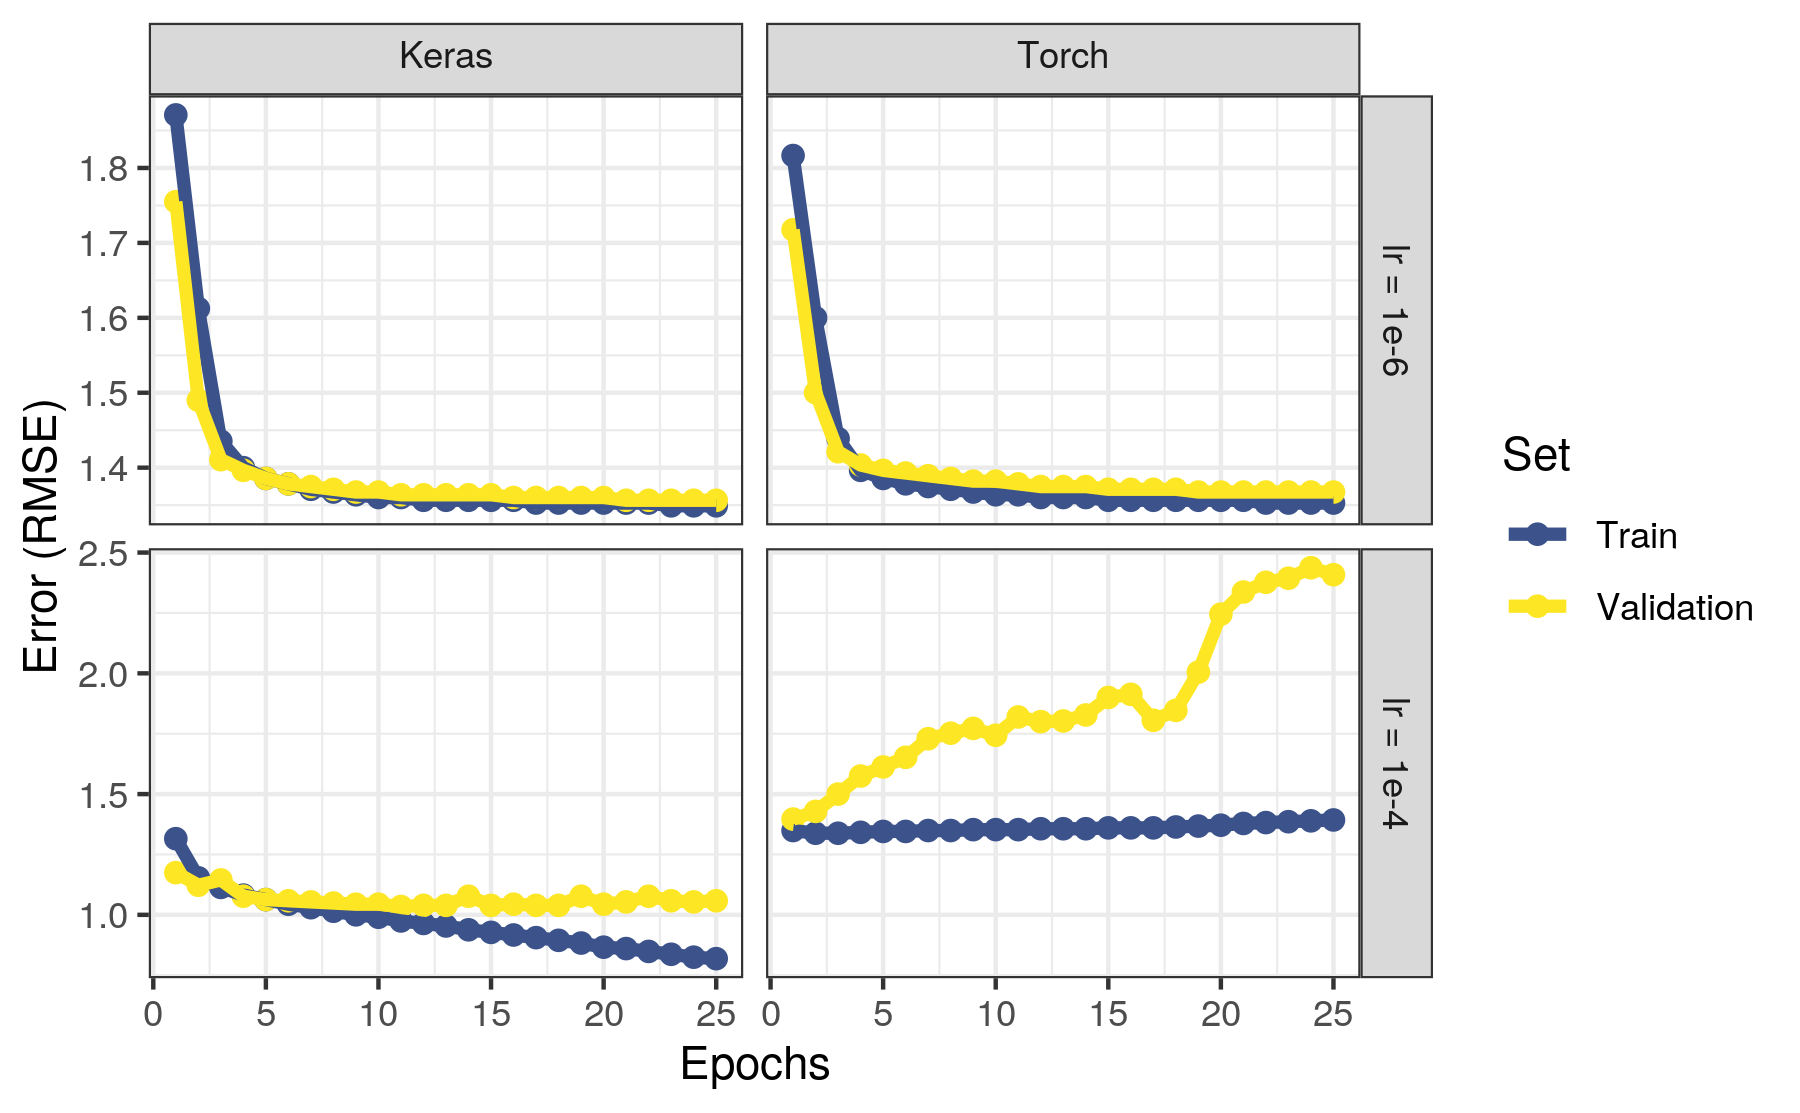 Keras
Torch
1.8
1.7
1.6
1.5
1.4
lr = 1e-6
Error (RMSE)
2.5
2.0
1.5
1.0
lr = 1e-4
0 5 10 15 20 25
0 5 10 15 20 25
Epochs
Set
Train
Validation